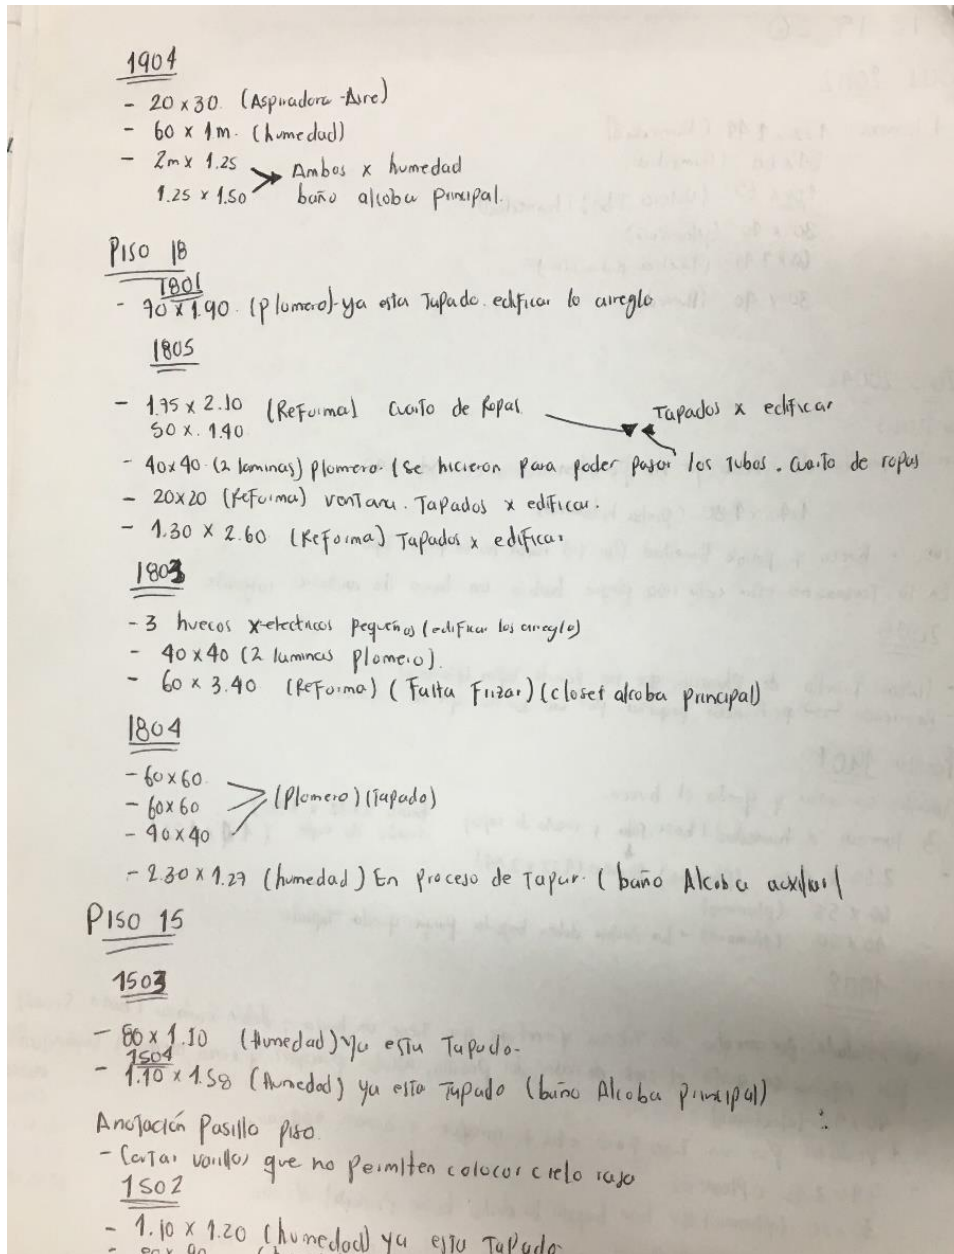 1904
- 20 x 30. (Aspiradora - Aire)
- 60 x 1m. (humedad)
- 2m x 1.25
1.25 x 1.50
Ambos x humedad
baño alcoba principal.
Piso 18
1801
- 70 x 1.90. (plomero) - ya esta Tapado. edificar lo arreglo
1805
- 1.75 x 2.10 (Reforma) cuarto de Ropas
50 x. 1.40
Tapados x edificar
- 40x40. (2 laminas) plomero. (Se hicieron para poder pasar los Tubos. cuarto de ropas
- 20x20 (Reforma) ventana. Tapados x edificar.
- 1.30 x 2.60 (Reforma) Tapados x edificar
1803
- 3 huecos x electricos pequeños (edificar los arreglo)
- 40x40 (2 laminas plomero).
- 60 x 3.40 (Reforma) (Falta Frizar) (closet alcoba principal)
1804
- 60x60.
- 60x60
- 90x40
(Plomero) (Tapado)
- 2.30 x 1.27 (humedad) En proceso de Tapar. (baño Alcoba auxiliar)
Piso 15
1503
- 80 x 1.10 (Humedad) ya esta Tapado.
1504
- 1.10 x 1.58 (Humedad) ya esta Tapado (baño Alcoba principal)
Anotación Pasillo piso.
- Cortar varillas que no permiten colocar cielo raso
1502
- 1.10 x 1.20 (humedad) ya esta Tapado